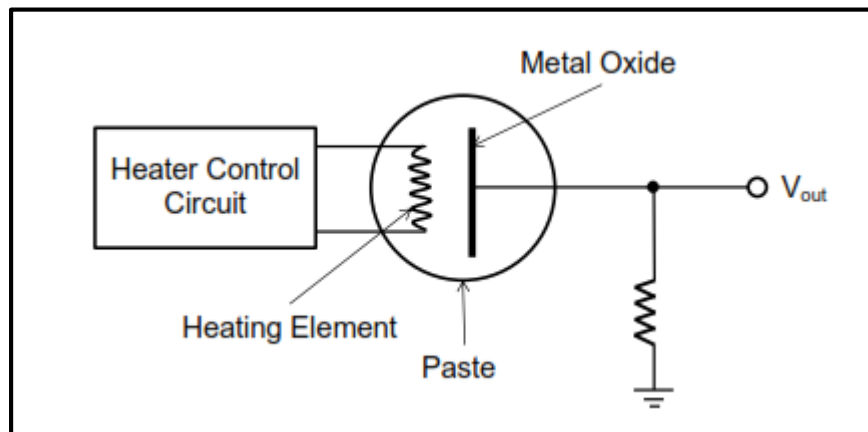 Metal Oxide
Heater Control
Circuit
Vout
Heating Element
Paste